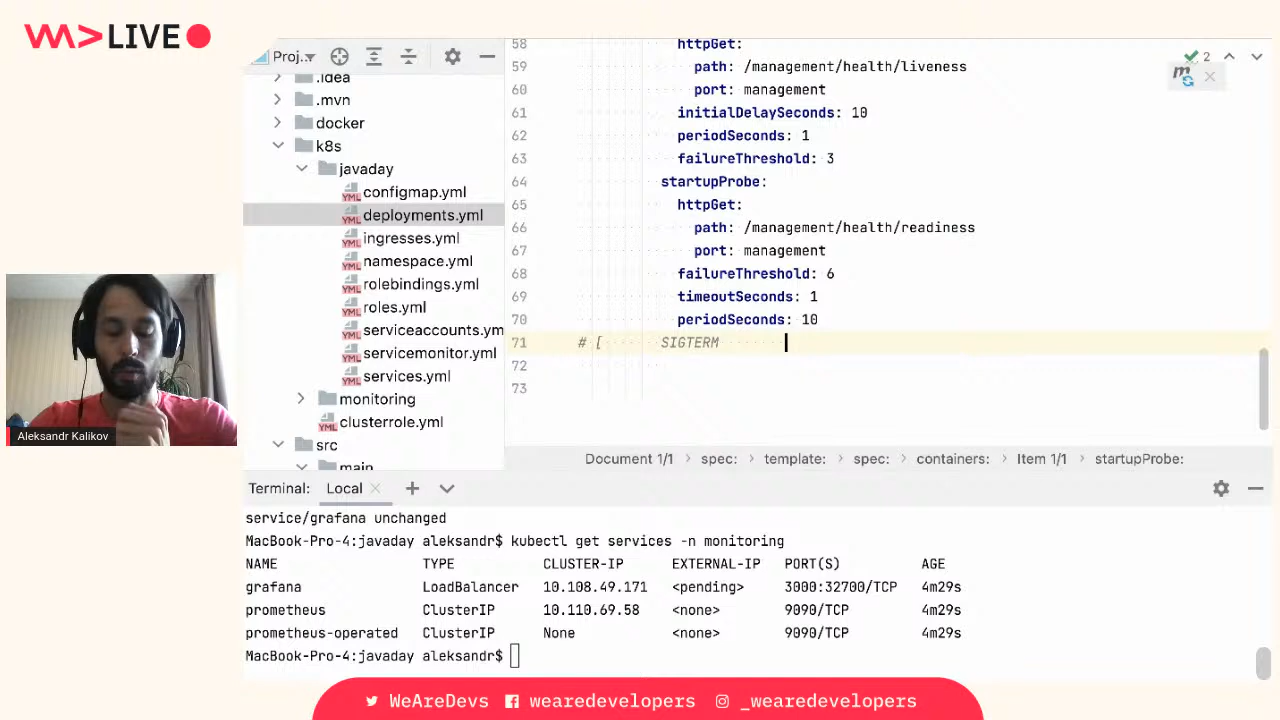 WA>LIVE
Proj...
.idea
.mvn
docker
k8s
javaday
configmap.yml
deployments.yml
ingresses.yml
namespace.yml
rolebindings.yml
roles.yml
serviceaccounts.ym
servicemonitor.yml
services.yml
monitoring
clusterrole.yml
src
main
58 httpGet:
59 path: /management/health/liveness
60 port: management
61 initialDelaySeconds: 10
62 periodSeconds: 1
63 failureThreshold: 3
64 startupProbe:
65 httpGet:
66 path: /management/health/readiness
67 port: management
68 failureThreshold: 6
69 timeoutSeconds: 1
70 periodSeconds: 10
71 # [ SIGTERM
72
73
2
m
Document 1/1 > spec: > template: > spec: > containers: > Item 1/1 > startupProbe:
Aleksandr Kalikov
Terminal: Local
service/grafana unchanged
MacBook-Pro-4:javaday aleksandr$ kubectl get services -n monitoring
NAME TYPE CLUSTER-IP EXTERNAL-IP PORT(S) AGE
grafana LoadBalancer 10.108.49.171 <pending> 3000:32700/TCP 4m29s
prometheus ClusterIP 10.110.69.58 <none> 9090/TCP 4m29s
prometheus-operated ClusterIP None <none> 9090/TCP 4m29s
MacBook-Pro-4:javaday aleksandr$
WeAreDevs wearedevelopers _wearedevelopers